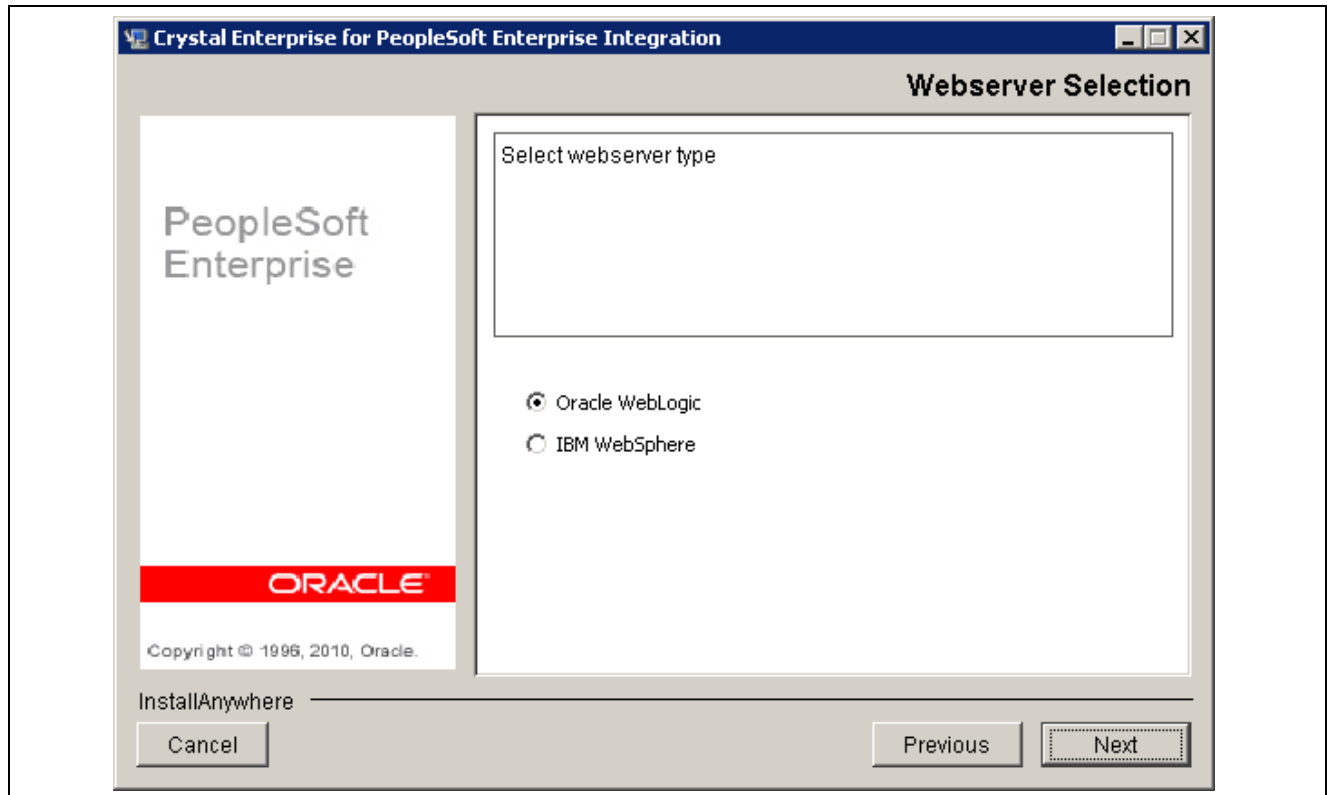 Crystal Enterprise for PeopleSoft Enterprise Integration
Webserver Selection
PeopleSoft
Enterprise
Select webserver type
Oracle WebLogic
IBM WebSphere
ORACLE
Copyright © 1996, 2010, Oracle.
InstallAnywhere
Cancel
Previous
Next